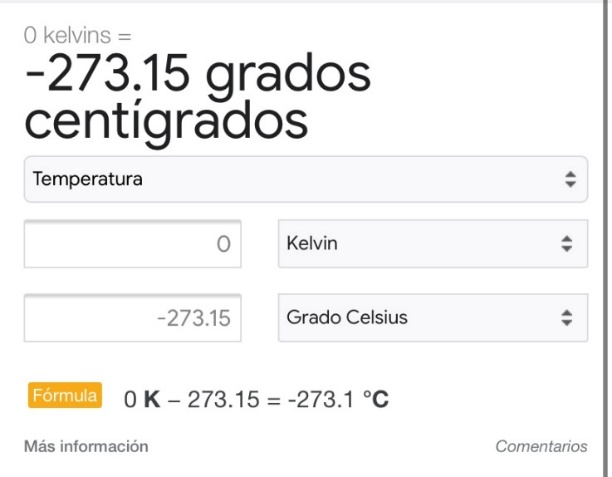 0 kelvins =
-273.15 grados
centígrados
Temperatura
0 Kelvin
-273.15 Grado Celsius
Fórmula 0 K – 273.15 = -273.1 °C
Más información Comentarios